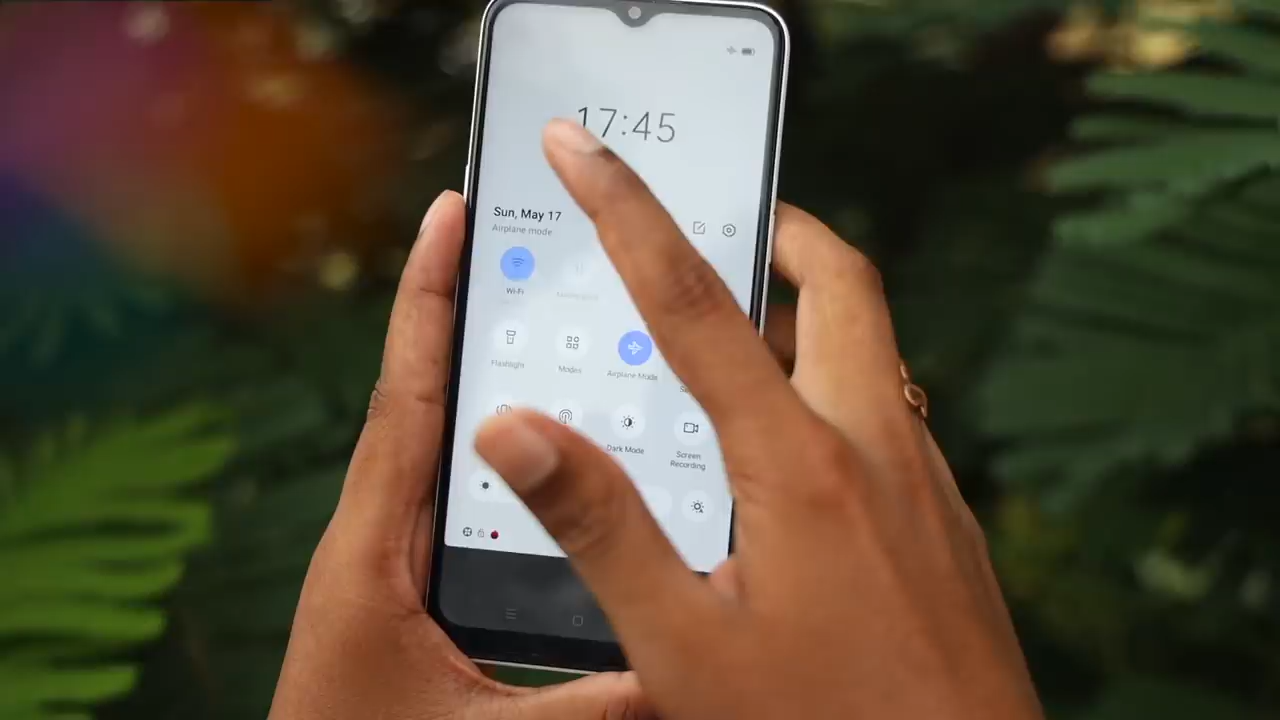 17:45
Sun, May 17
Airplane mode
Wi-Fi
Flashlight
Modes
Airplane Mode
Dark Mode
Screen
Recording